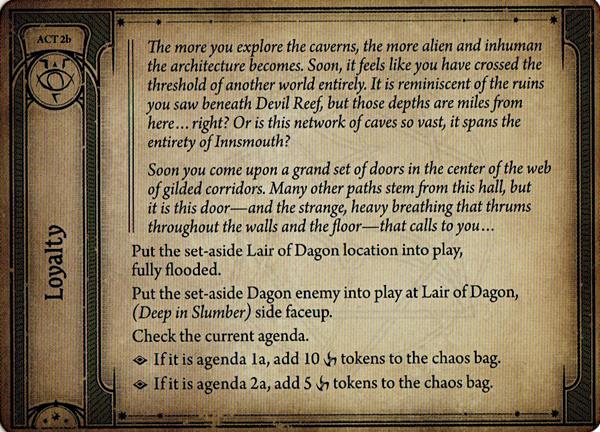 ACT 2b
Loyalty
The more you explore the caverns, the more alien and inhuman
the architecture becomes. Soon, it feels like you have crossed the
threshold of another world entirely. It is reminiscent of the ruins
you saw beneath Devil Reef, but those depths are miles from
here…right? Or is this network of caves so vast, it spans the
entirety of Innsmouth?
Soon you come upon a grand set of doors in the center of the web
of gilded corridors. Many other paths stem from this hall, but
it is this door—and the strange, heavy breathing that thrums
throughout the walls and the floor—that calls to you…
Put the set-aside Lair of Dagon location into play,
fully flooded.
Put the set-aside Dagon enemy into play at Lair of Dagon,
(Deep in Slumber) side faceup.
Check the current agenda.
If it is agenda 1a, add 10 tokens to the chaos bag.
If it is agenda 2a, add 5 tokens to the chaos bag.